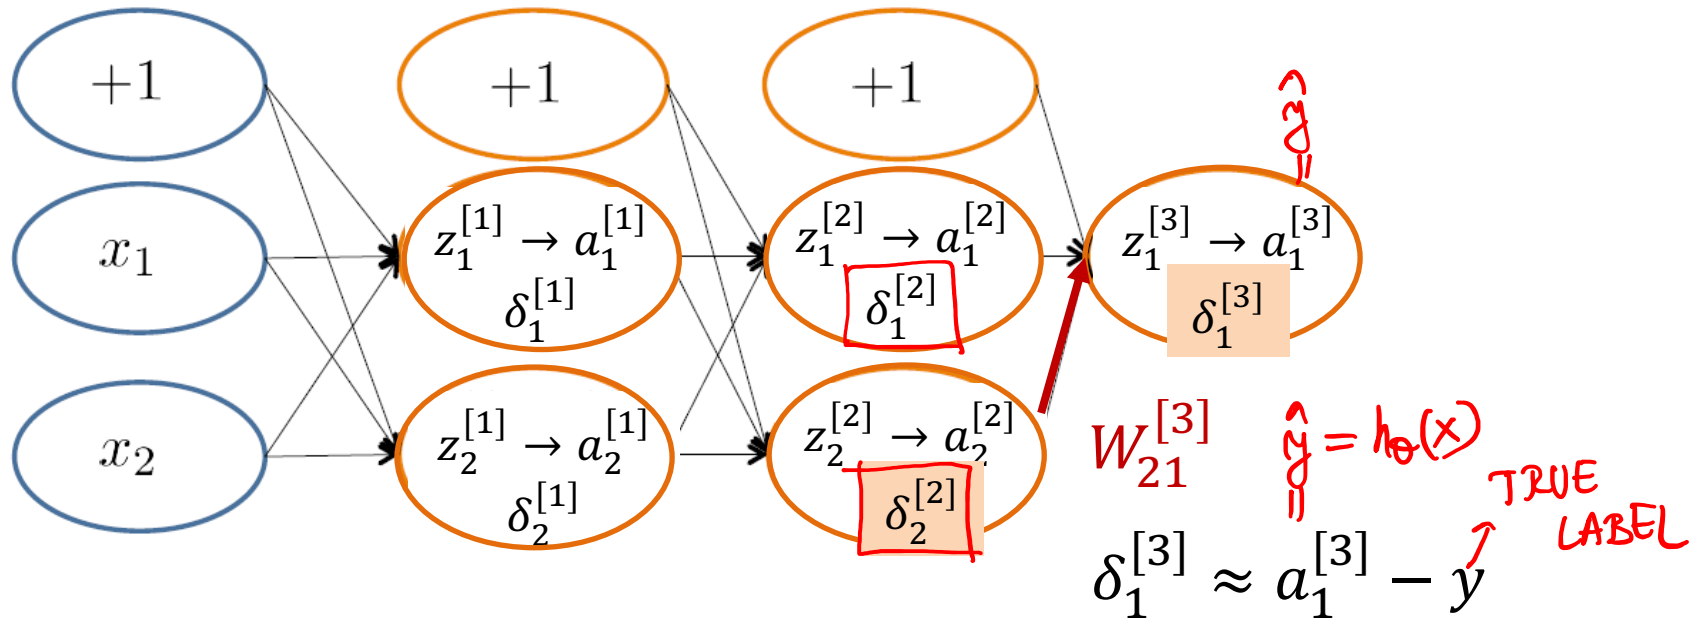 +1
+1
+1
ŷ
=
x₁
z₁^[1] → a₁^[1]
δ₁^[1]
z₁^[2] → a₁^[2]
δ₁^[2]
z₁^[3] → a₁^[3]
δ₁^[3]
x₂
z₂^[1] → a₂^[1]
δ₂^[1]
z₂^[2] → a₂^[2]
δ₂^[2]
W₂₁^[3]
ŷ = h_θ(x)
=
TRUE
LABEL
δ₁^[3] ≈ a₁^[3] − y